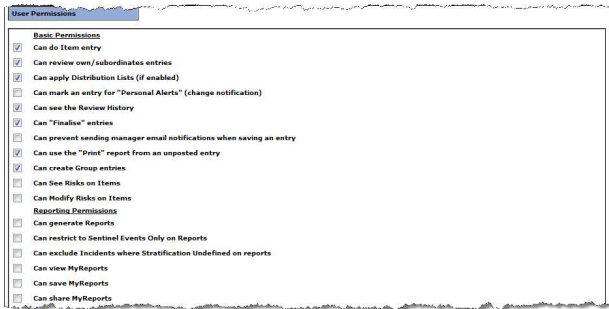 User Permissions
Basic Permissions
Can do Item entry
Can review own/subordinates entries
Can apply Distribution Lists (if enabled)
Can mark an entry for "Personal Alerts" (change notification)
Can see the Review History
Can "Finalise" entries
Can prevent sending manager email notifications when saving an entry
Can use the "Print" report from an unposted entry
Can create Group entries
Can See Risks on Items
Can Modify Risks on Items
Reporting Permissions
Can generate Reports
Can restrict to Sentinel Events Only on Reports
Can exclude Incidents where Stratification Undefined on reports
Can view MyReports
Can save MyReports
Can share MyReports